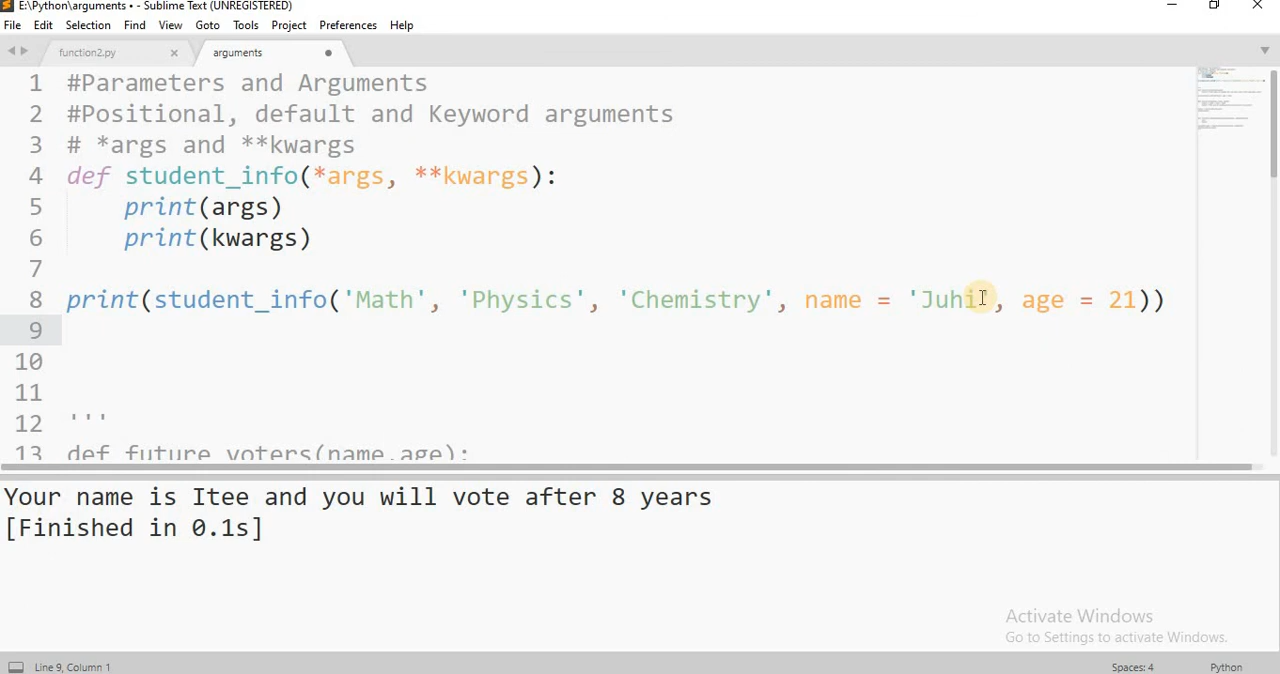 E:\Python\arguments • - Sublime Text (UNREGISTERED)
File Edit Selection Find View Goto Tools Project Preferences Help
function2.py arguments
1 #Parameters and Arguments
2 #Positional, default and Keyword arguments
3 # *args and **kwargs
4 def student_info(*args, **kwargs):
5 print(args)
6 print(kwargs)
7
8 print(student_info('Math', 'Physics', 'Chemistry', name = 'Juhi', age = 21))
9
10
11
12 '''
13 def future_voters(name,age):
Your name is Itee and you will vote after 8 years
[Finished in 0.1s]
Activate Windows
Go to Settings to activate Windows.
Line 9, Column 1 Spaces: 4 Python